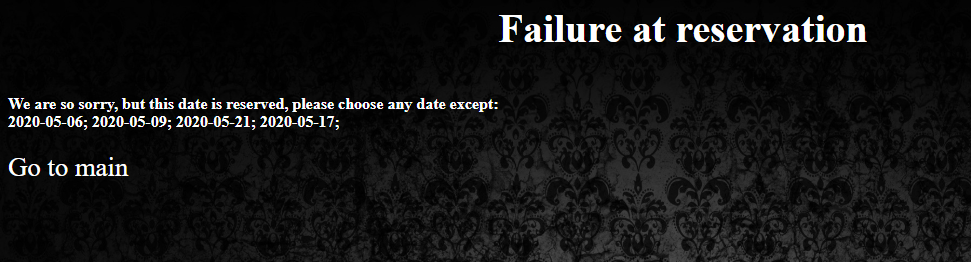 Failure at reservation
We are so sorry, but this date is reserved, please choose any date except:
2020-05-06; 2020-05-09; 2020-05-21; 2020-05-17;
Go to main